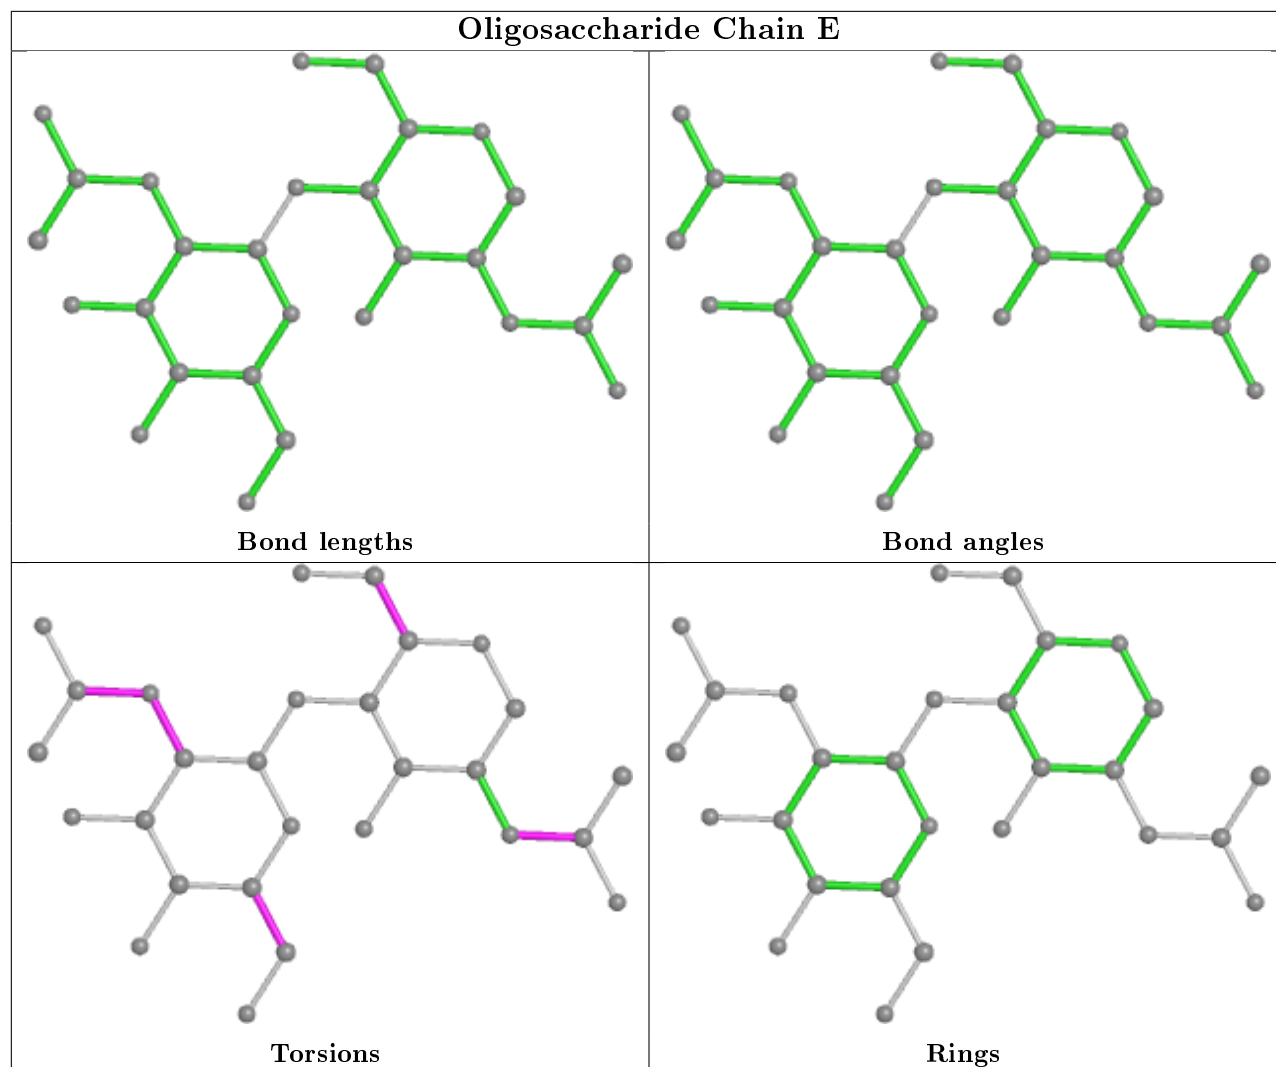 Oligosaccharide Chain E
Bond lengths
Bond angles
Torsions
Rings